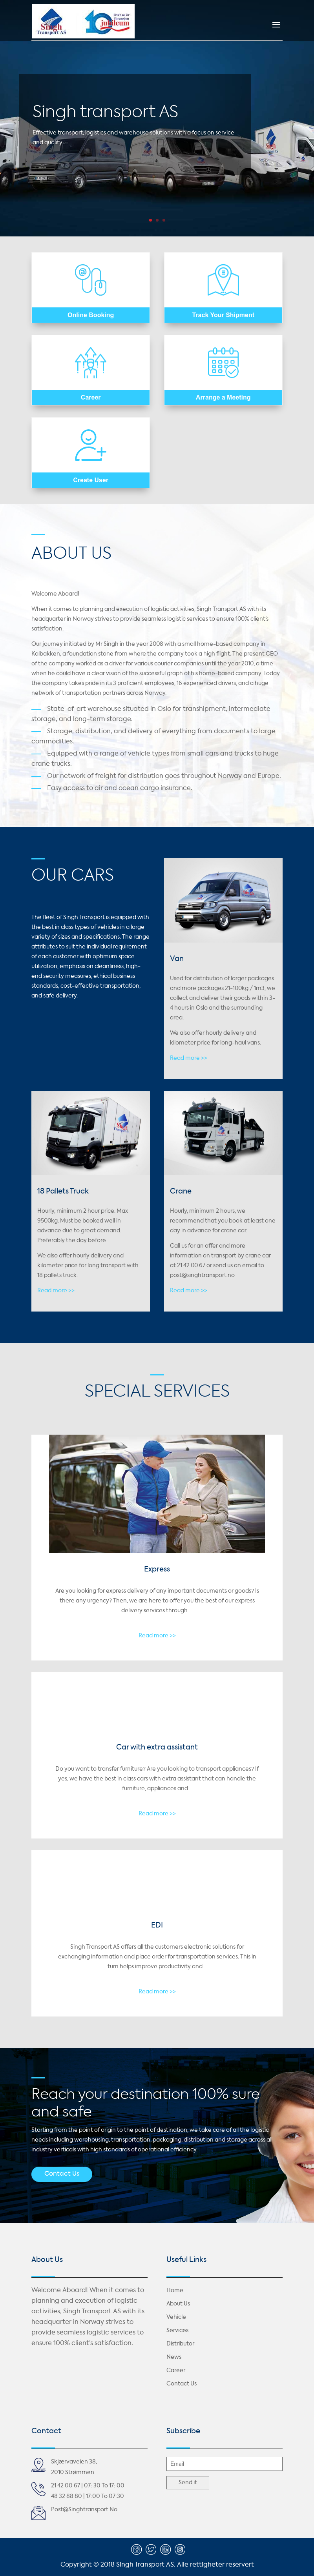 Singh
Transport AS
jubileum
Singh transport AS
Effective transport, logistics and warehouse solutions with a focus on service
and quality.
Online Booking
Track Your Shipment
Career
Arrange a Meeting
Create User
ABOUT US
Welcome Aboard!
When it comes to planning and execution of logistic activities, Singh Transport AS with its
headquarter in Norway strives to provide seamless logistic services to ensure 100% client's
satisfaction.
Our journey initiated by Mr Singh in the year 2008 with a small home-based company in
Kalbakken, a foundation stone from where the company took a high flight. The present CEO
of the company worked as a driver for various courier companies until the year 2010, a time
when he could have a clear vision of the successful graph of his home-based company. Today
the company takes pride in its 3 proficient employees, 16 experienced drivers, and a huge
network of transportation partners across Norway.
State-of-art warehouse situated in Oslo for transhipment, intermediate
storage, and long-term storage.
Storage, distribution, and delivery of everything from documents to large
commodities.
Equipped with a range of vehicle types from small cars and trucks to huge
crane trucks.
Our network of freight for distribution goes throughout Norway and Europe.
Easy access to air and ocean cargo insurance.
OUR CARS
The fleet of Singh Transport is equipped with
the best in class types of vehicles in a large
variety of sizes and specifications. The range
attributes to suit the individual requirement
of each customer with optimum space
utilization, emphasis on cleanliness, high-
end security measures, ethical business
standards, cost-effective transportation,
and safe delivery.
Van
Used for distribution of larger packages
and more packages 21-100kg / 1m3, we
collect and deliver their goods within 3-
4 hours in Oslo and the surrounding
area.
We also offer hourly delivery and
kilometer price for long-haul vans.
Read more >>
18 Pallets Truck
Hourly, minimum 2 hour price. Max
9500kg. Must be booked well in
advance due to great demand.
Preferably the day before.
We also offer hourly delivery and
kilometer price for long transport with
18 pallets truck.
Read more >>
Crane
Hourly, minimum 2 hours, we
recommend that you book at least one
day in advance for crane car.
Call us for an offer and more
information on transport by crane car
at 21 42 00 67 or send us an email to
post@singhtransport.no
Read more >>
SPECIAL SERVICES
Express
Are you looking for express delivery of any important documents or goods? Is
there any urgency? Then, we are here to offer you the best of our express
delivery services through...
Read more >>
Car with extra assistant
Do you want to transfer furniture? Are you looking to transport appliances? If
yes, we have the best in class cars with extra assistant that can handle the
furniture, appliances and...
Read more >>
EDI
Singh Transport AS offers all the customers electronic solutions for
exchanging information and place order for transportation services. This in
turn helps improve productivity and...
Read more >>
Reach your destination 100% sure
and safe
Starting from the point of origin to the point of destination, we take care of all the logistic
needs including warehousing, transportation, packaging, distribution and storage across all
industry verticals with high standards of operational efficiency.
Contact Us
About Us
Welcome Aboard! When it comes to
planning and execution of logistic
activities, Singh Transport AS with its
headquarter in Norway strives to
provide seamless logistic services to
ensure 100% client's satisfaction.
Useful Links
Home
About Us
Vehicle
Services
Distributor
News
Career
Contact Us
Contact
Skjærvaveien 38,
2010 Strømmen
21 42 00 67 | 07: 30 To 17: 00
48 32 88 80 | 17:00 To 07:30
Post@Singhtransport.No
Subscribe
Email
Send it
Copyright © 2018 Singh Transport AS. Alle rettigheter reservert